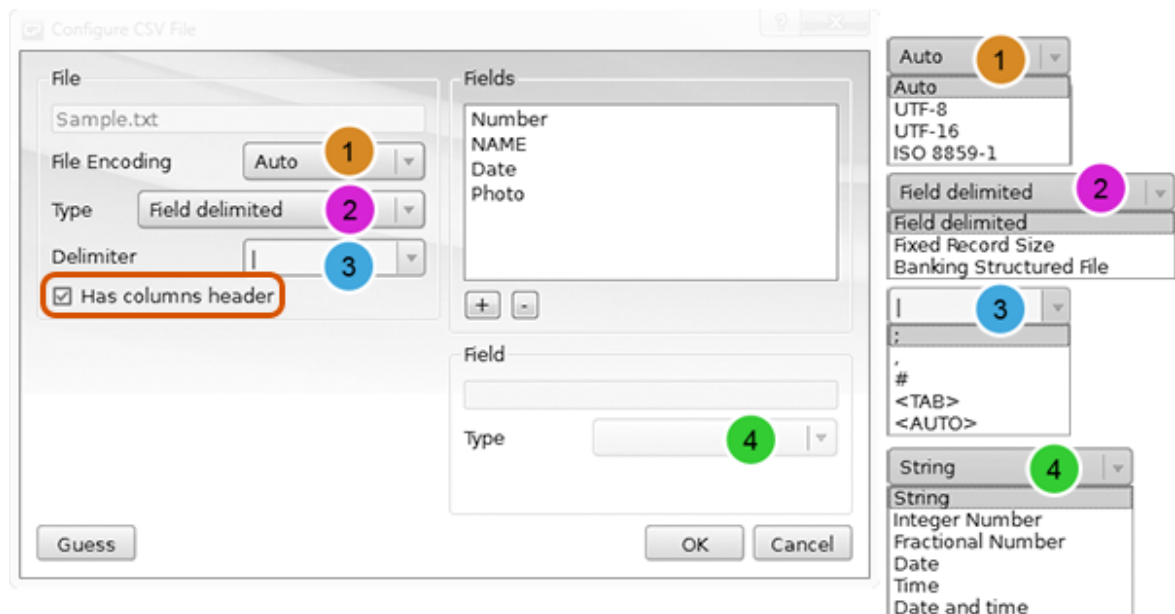 Configure CSV File
File
Sample.txt
File Encoding Auto 1
Type Field delimited 2
Delimiter | 3
Has columns header
Fields
Number
NAME
Date
Photo
+ -
Field
Type 4
Guess OK Cancel
Auto 1
Auto
UTF-8
UTF-16
ISO 8859-1
Field delimited 2
Field delimited
Fixed Record Size
Banking Structured File
| 3
;
,
#
<TAB>
<AUTO>
String 4
String
Integer Number
Fractional Number
Date
Time
Date and time